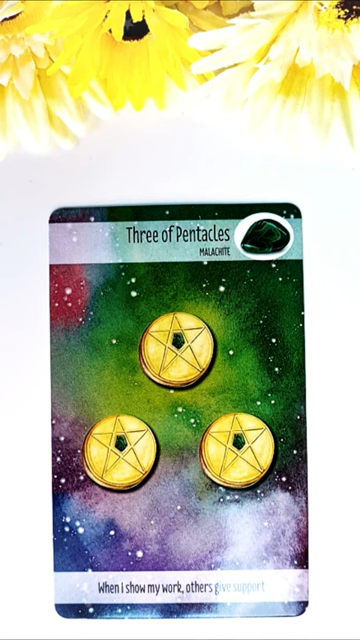 Three of Pentacles
MALACHITE
When I show my work, others give support